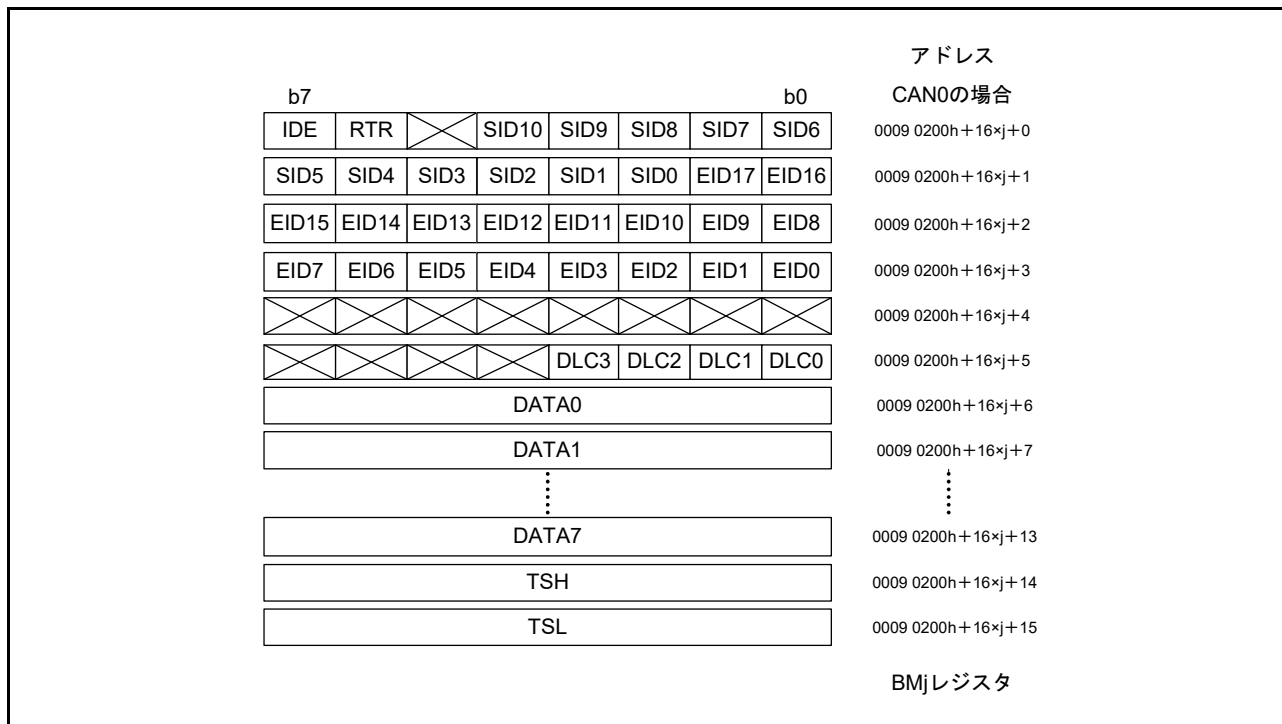 アドレス
b7 b0 CAN0の場合
IDE RTR SID10 SID9 SID8 SID7 SID6 0009 0200h+16×j+0
SID5 SID4 SID3 SID2 SID1 SID0 EID17 EID16 0009 0200h+16×j+1
EID15 EID14 EID13 EID12 EID11 EID10 EID9 EID8 0009 0200h+16×j+2
EID7 EID6 EID5 EID4 EID3 EID2 EID1 EID0 0009 0200h+16×j+3
0009 0200h+16×j+4
DLC3 DLC2 DLC1 DLC0 0009 0200h+16×j+5
DATA0 0009 0200h+16×j+6
DATA1 0009 0200h+16×j+7
DATA7 0009 0200h+16×j+13
TSH 0009 0200h+16×j+14
TSL 0009 0200h+16×j+15
BMjレジスタ